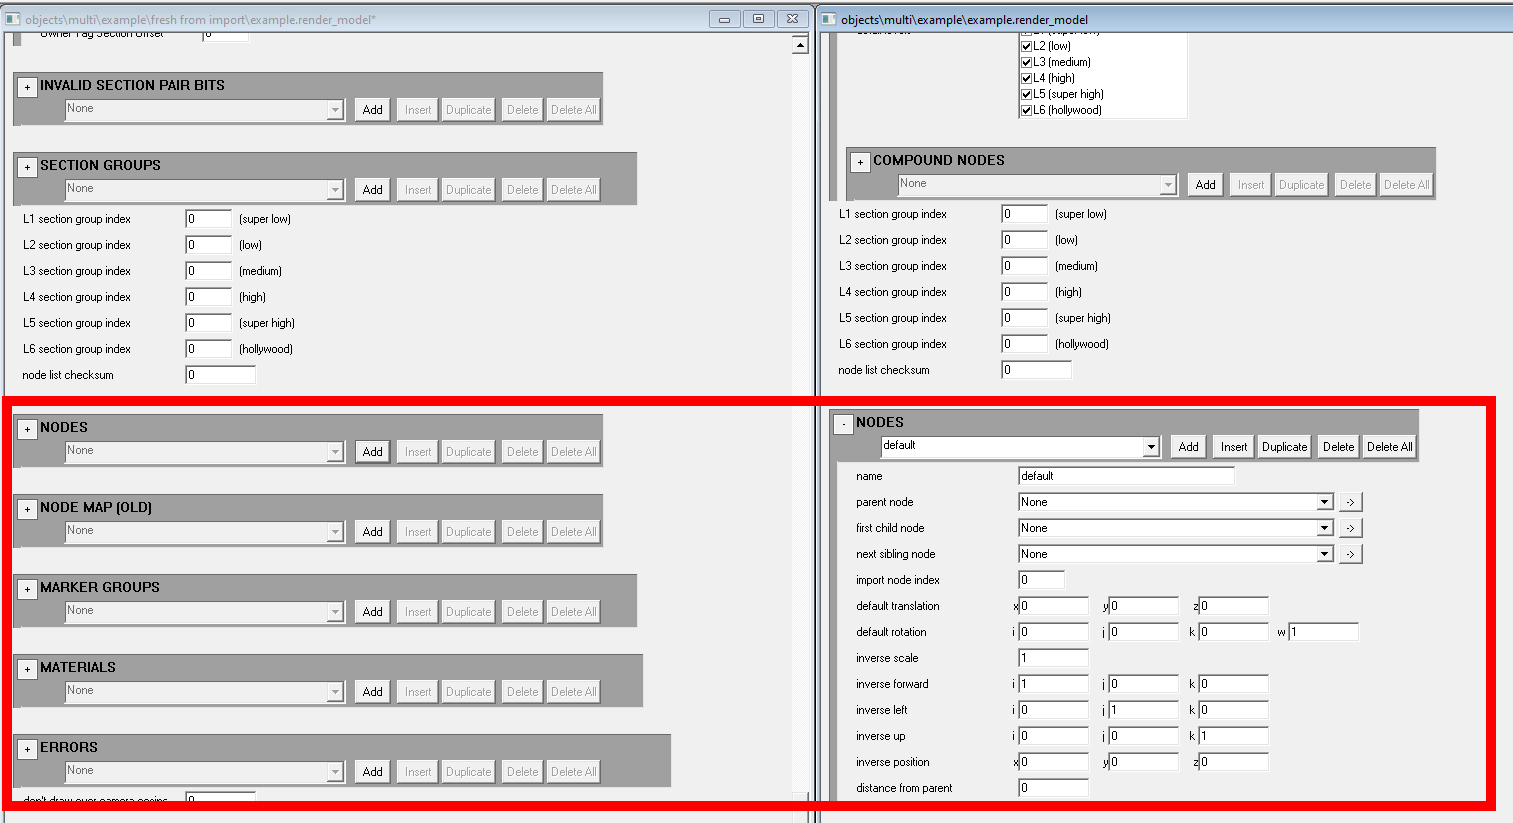 objects\multi\example\fresh from import\example.render_model*
Owner Tag Section Offset
+ INVALID SECTION PAIR BITS
None Add Insert Duplicate Delete Delete All
+ SECTION GROUPS
None Add Insert Duplicate Delete Delete All
L1 section group index 0 (super low)
L2 section group index 0 (low)
L3 section group index 0 (medium)
L4 section group index 0 (high)
L5 section group index 0 (super high)
L6 section group index 0 (hollywood)
node list checksum 0
+ NODES
None Add Insert Duplicate Delete Delete All
+ NODE MAP (OLD)
None Add Insert Duplicate Delete Delete All
+ MARKER GROUPS
None Add Insert Duplicate Delete Delete All
+ MATERIALS
None Add Insert Duplicate Delete Delete All
+ ERRORS
None Add Insert Duplicate Delete Delete All
objects\multi\example\example.render_model
L1 (super low)
L2 (low)
L3 (medium)
L4 (high)
L5 (super high)
L6 (hollywood)
+ COMPOUND NODES
None Add Insert Duplicate Delete Delete All
L1 section group index 0 (super low)
L2 section group index 0 (low)
L3 section group index 0 (medium)
L4 section group index 0 (high)
L5 section group index 0 (super high)
L6 section group index 0 (hollywood)
node list checksum 0
- NODES
default Add Insert Duplicate Delete Delete All
name default
parent node None ->
first child node None ->
next sibling node None ->
import node index 0
default translation x 0 y 0 z 0
default rotation i 0 j 0 k 0 w 1
inverse scale 1
inverse forward i 1 j 0 k 0
inverse left i 0 j 1 k 0
inverse up i 0 j 0 k 1
inverse position x 0 y 0 z 0
distance from parent 0